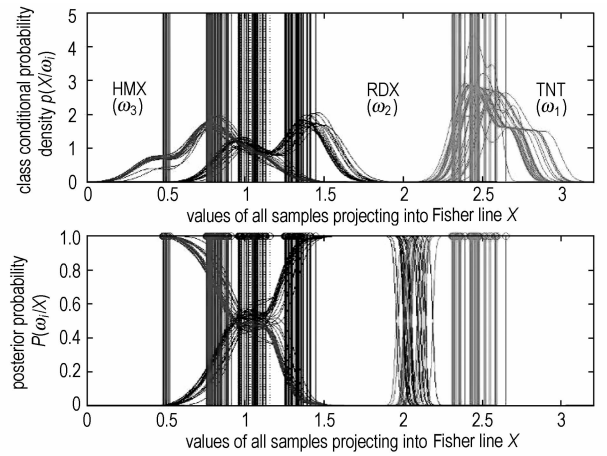 class conditional probability
density p(X/ωi)
5
4
3
2
1
0
HMX
(ω3)
RDX
(ω2)
TNT
(ω1)
0 0.5 1 1.5 2 2.5 3
values of all samples projecting into Fisher line X
posterior probability
P(ωi/X)
1.0
0.8
0.6
0.4
0.2
0
0 0.5 1 1.5 2 2.5 3
values of all samples projecting into Fisher line X